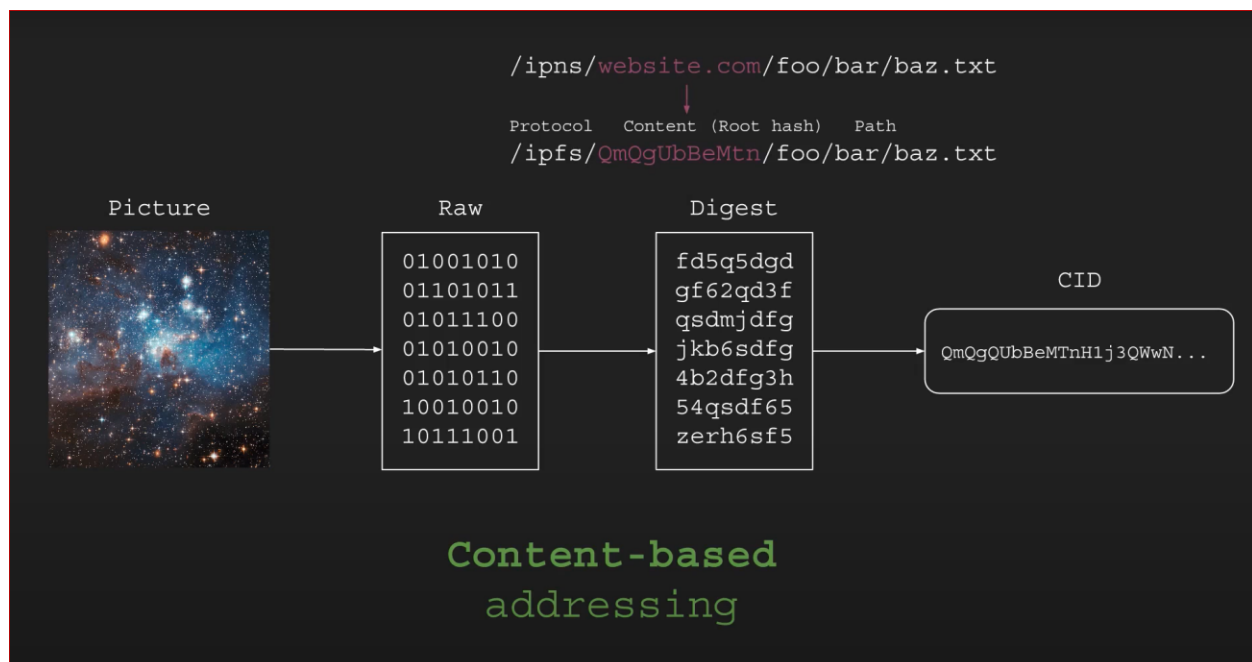 /ipns/website.com/foo/bar/baz.txt
Protocol Content (Root hash) Path
/ipfs/QmQgUbBeMtn/foo/bar/baz.txt
Picture
Raw
Digest
01001010
01101011
01011100
01010010
01010110
10010010
10111001
fd5q5dgd
gf62qd3f
qsdmjdfg
jkb6sdfg
4b2dfg3h
54qsdf65
zerh6sf5
CID
QmQgQUbBeMTnH1j3QWwN...
Content-based
addressing